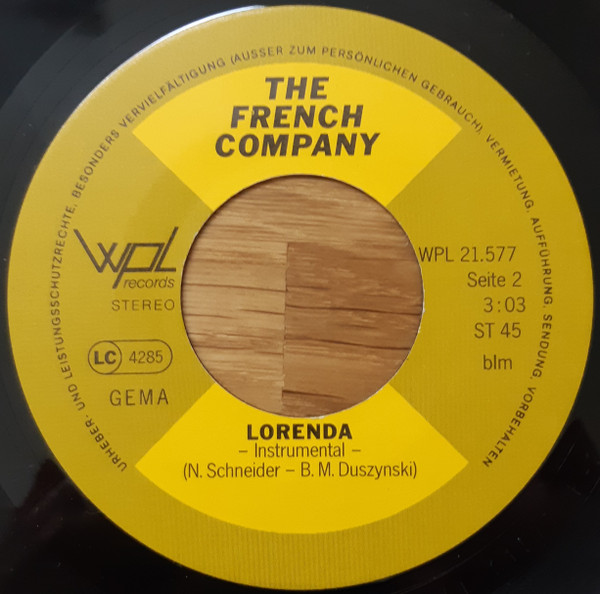 URHEBER- UND LEISTUNGSSCHUTZRECHTE, BESONDERS VERVIELFÄLTIGUNG (AUSSER ZUM PERSÖNLICHEN GEBRAUCH), VERMIETUNG, AUFFÜHRUNG, SENDUNG, VORBEHALTEN
THE
FRENCH
COMPANY
wpl
records
STEREO
LC 4285
GEMA
WPL 21.577
Seite 2
3:03
ST 45
blm
LORENDA
– Instrumental –
(N. Schneider – B. M. Duszynski)